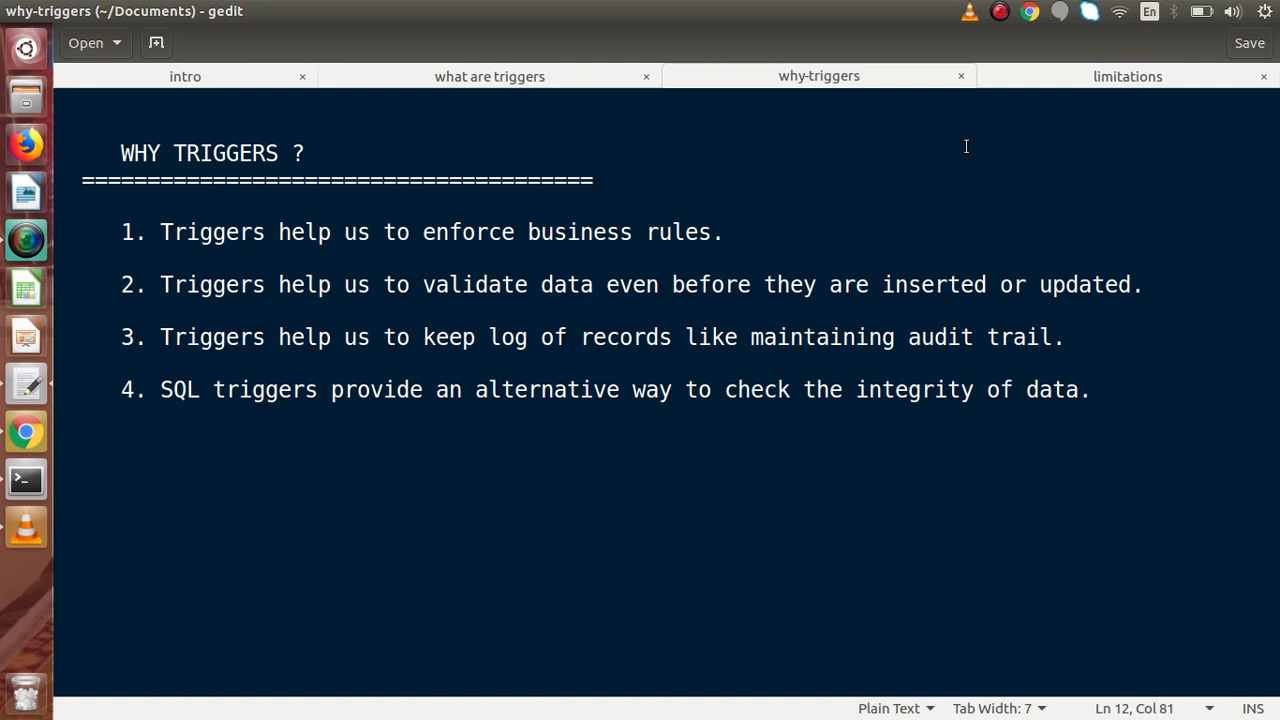 why-triggers (~/Documents) - gedit
En
Open
Save
intro
what are triggers
why-triggers
limitations
WHY TRIGGERS ?
=======================================
1. Triggers help us to enforce business rules.
2. Triggers help us to validate data even before they are inserted or updated.
3. Triggers help us to keep log of records like maintaining audit trail.
4. SQL triggers provide an alternative way to check the integrity of data.
Plain Text
Tab Width: 7
Ln 12, Col 81
INS